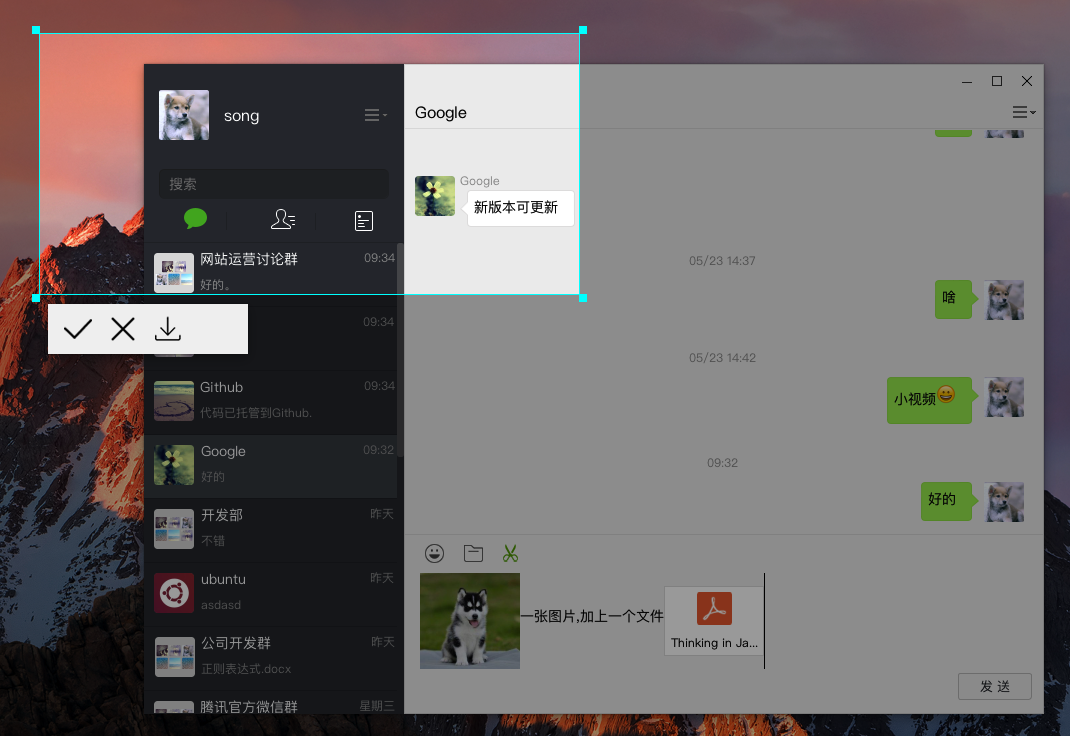 song
搜索
网站运营讨论群
09:34
好的。
09:34
Github
09:34
代码已托管到Github.
Google
09:32
好的
开发部
昨天
不错
ubuntu
昨天
asdasd
公司开发群
昨天
正则表达式.docx
腾讯官方微信群
星期三
Google
Google
新版本可更新
05/23 14:37
啥
05/23 14:42
小视频😀
09:32
好的
一张图片,加上一个文件
Thinking in Ja...
发 送